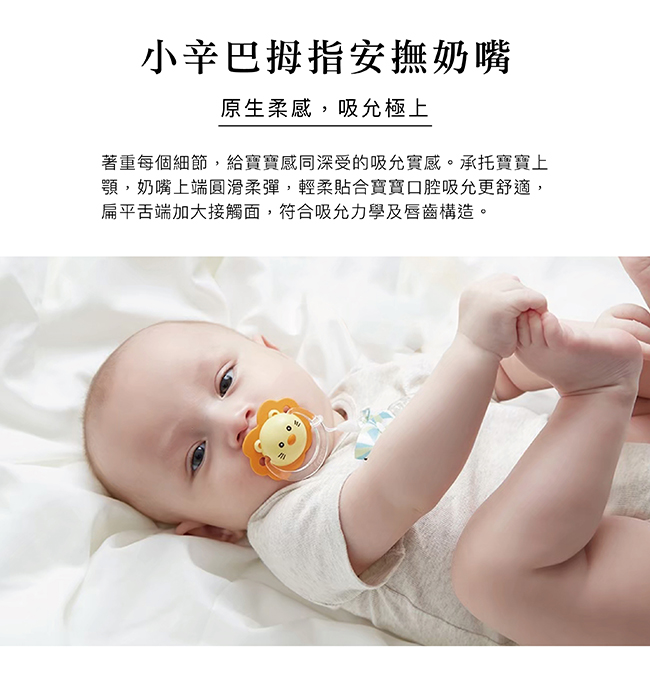 小辛巴拇指安撫奶嘴
原生柔感，吸允極上
著重每個細節，給寶寶感同深受的吸允實感。承托寶寶上
顎，奶嘴上端圓滑柔彈，輕柔貼合寶寶口腔吸允更舒適，
扁平舌端加大接觸面，符合吸允力學及唇齒構造。